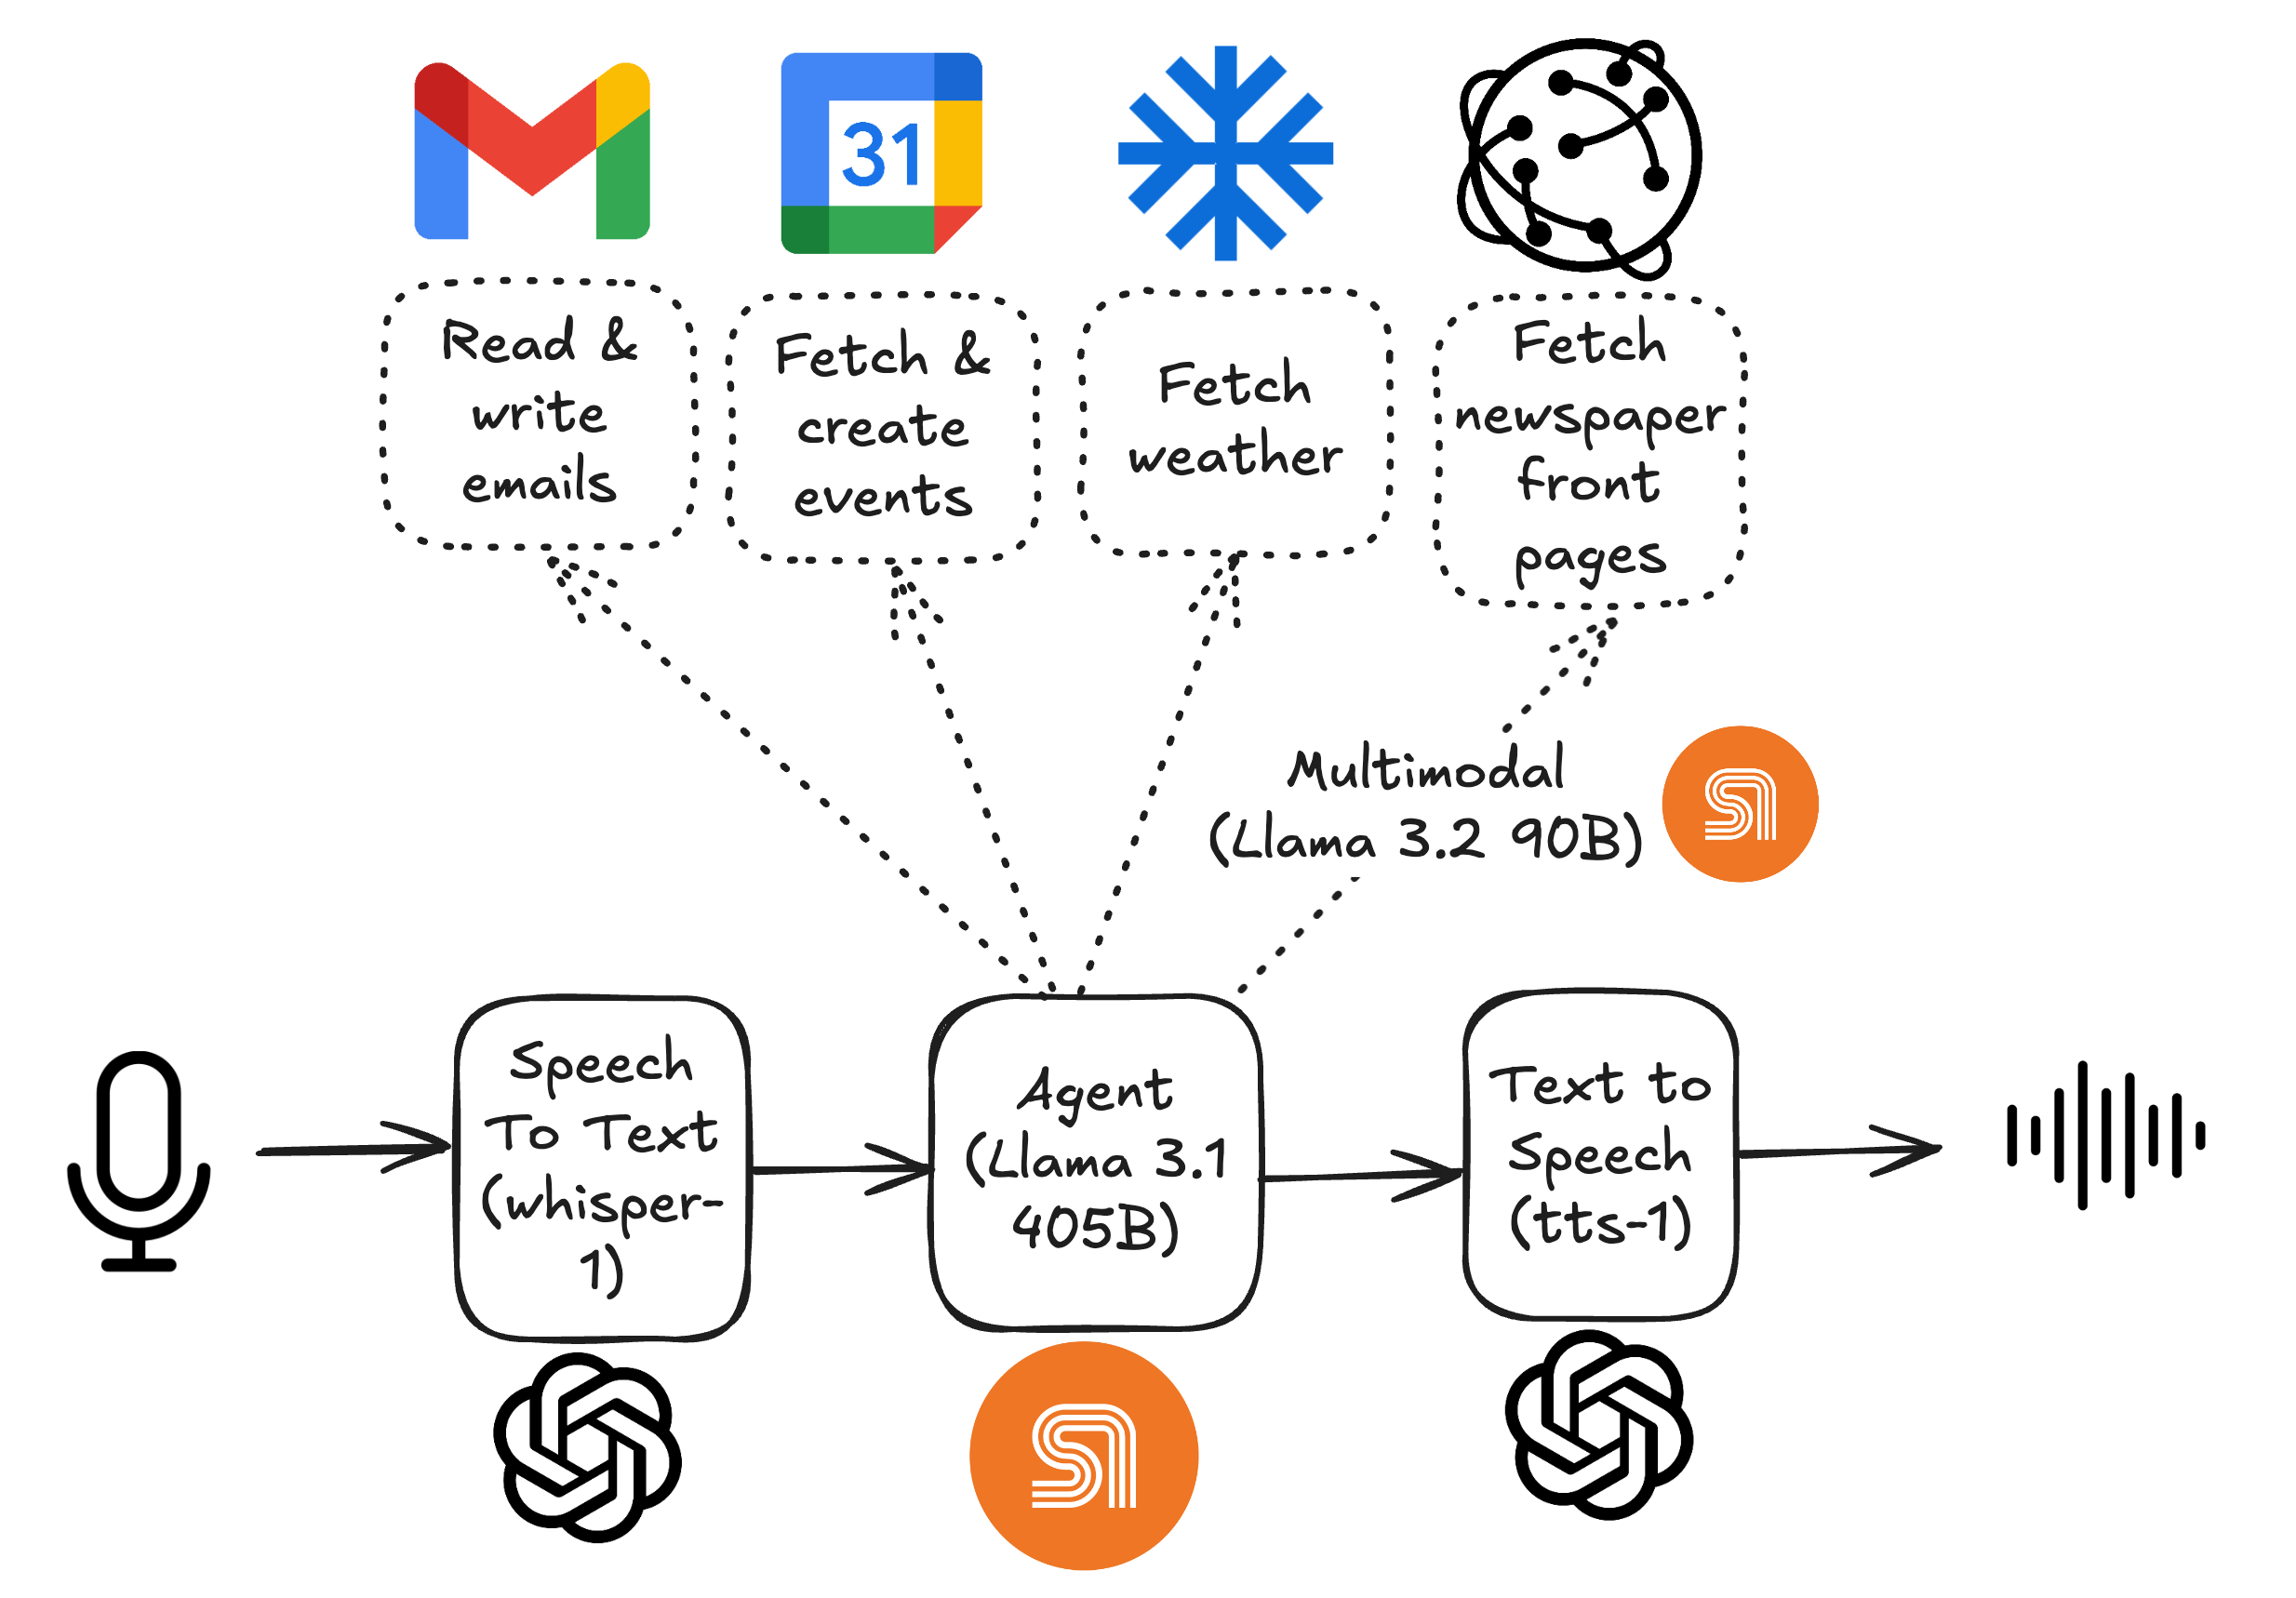 31
Read &
write
emails
Fetch &
create
events
Fetch
weather
Fetch
newspaper
front
pages
Multimodal
(Llama 3.2 90B)
Speech
To Text
(whisper-
1)
Agent
(Llama 3.1
405B)
Text to
Speech
(tts-1)